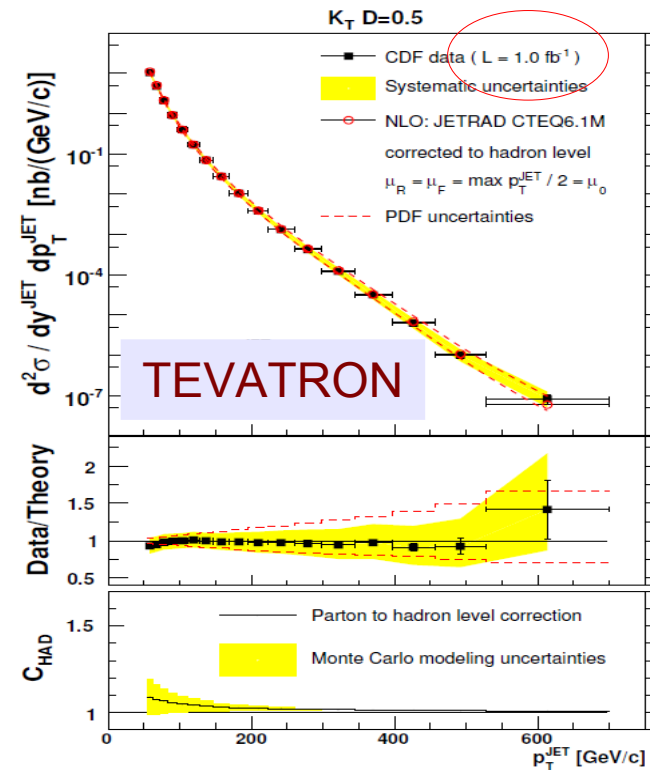 K_T D=0.5
CDF data ( L = 1.0 fb⁻¹ )
Systematic uncertainties
NLO: JETRAD CTEQ6.1M
corrected to hadron level
μ_R = μ_F = max p_T^JET / 2 = μ_0
PDF uncertainties
d²σ / dy^JET dp_T^JET [nb/(GeV/c)]
10⁻¹
10⁻⁴
10⁻⁷
TEVATRON
Data/Theory
2
1.5
1
0.5
C_HAD
Parton to hadron level correction
Monte Carlo modeling uncertainties
1.5
1
0 200 400 600
p_T^JET [GeV/c]